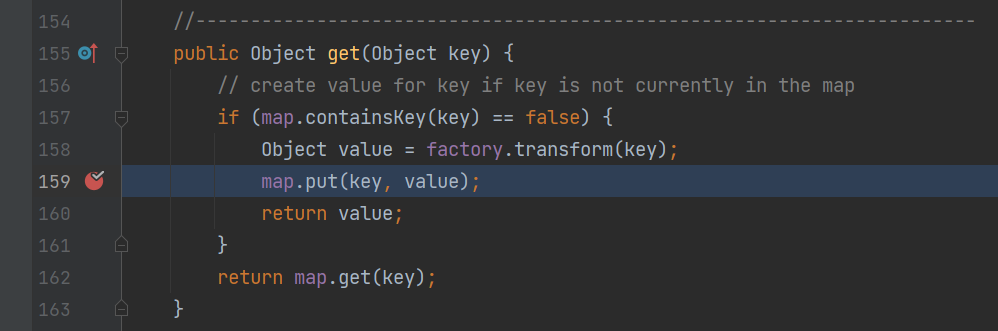 154 //-----------------------------------------------------------------------
155 public Object get(Object key) {
156 // create value for key if key is not currently in the map
157 if (map.containsKey(key) == false) {
158 Object value = factory.transform(key);
159 map.put(key, value);
160 return value;
161 }
162 return map.get(key);
163 }